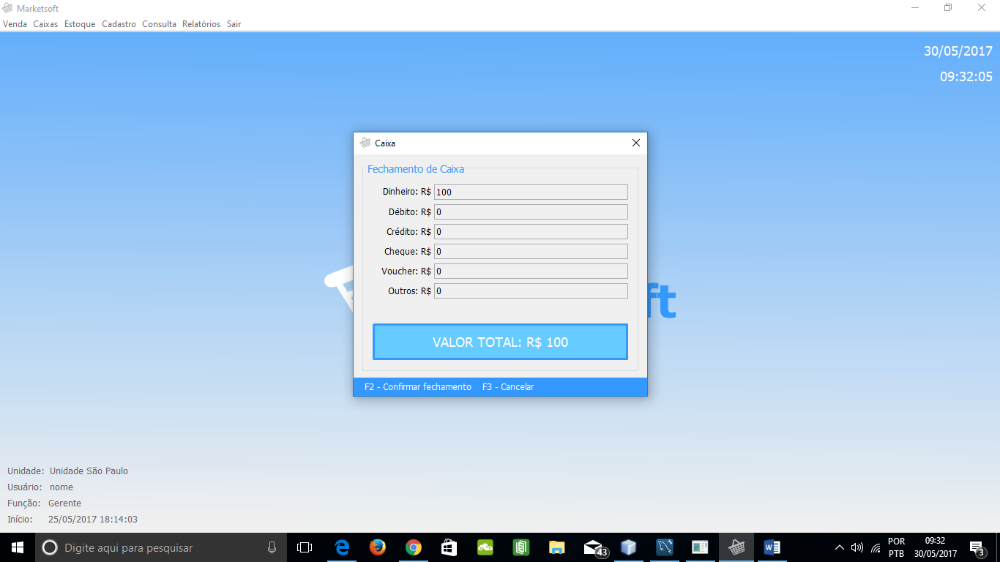 Marketsoft
Venda Caixas Estoque Cadastro Consulta Relatórios Sair
30/05/2017
09:32:05
Caixa
Fechamento de Caixa
Dinheiro: R$ 100
Débito: R$ 0
Crédito: R$ 0
Cheque: R$ 0
Voucher: R$ 0
Outros: R$ 0
ft
VALOR TOTAL: R$ 100
F2 - Confirmar fechamento F3 - Cancelar
Unidade: Unidade São Paulo
Usuário: nome
Função: Gerente
Início: 25/05/2017 18:14:03
Digite aqui para pesquisar
43
POR
PTB
09:32
30/05/2017
3